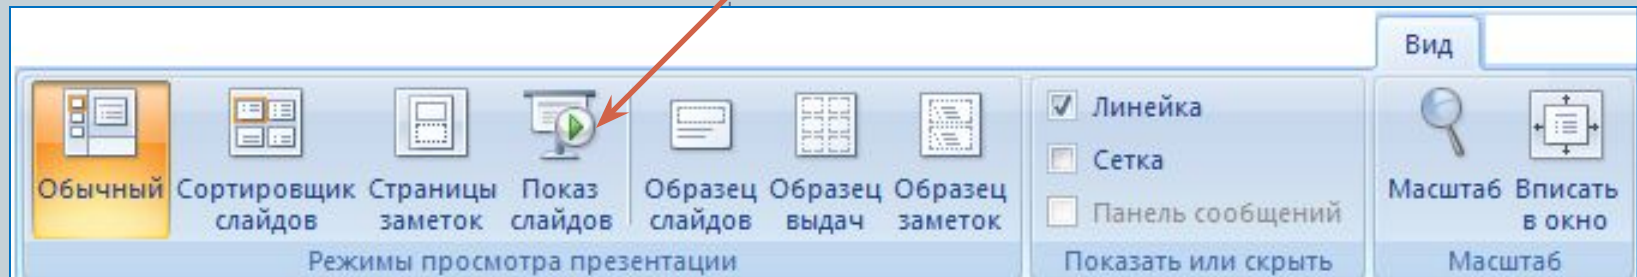 Вид
Обычный
Сортировщик
слайдов
Страницы
заметок
Показ
слайдов
Образец
слайдов
Образец
выдач
Образец
заметок
Режимы просмотра презентации
Линейка
Сетка
Панель сообщений
Показать или скрыть
Масштаб
Вписать
в окно
Масштаб